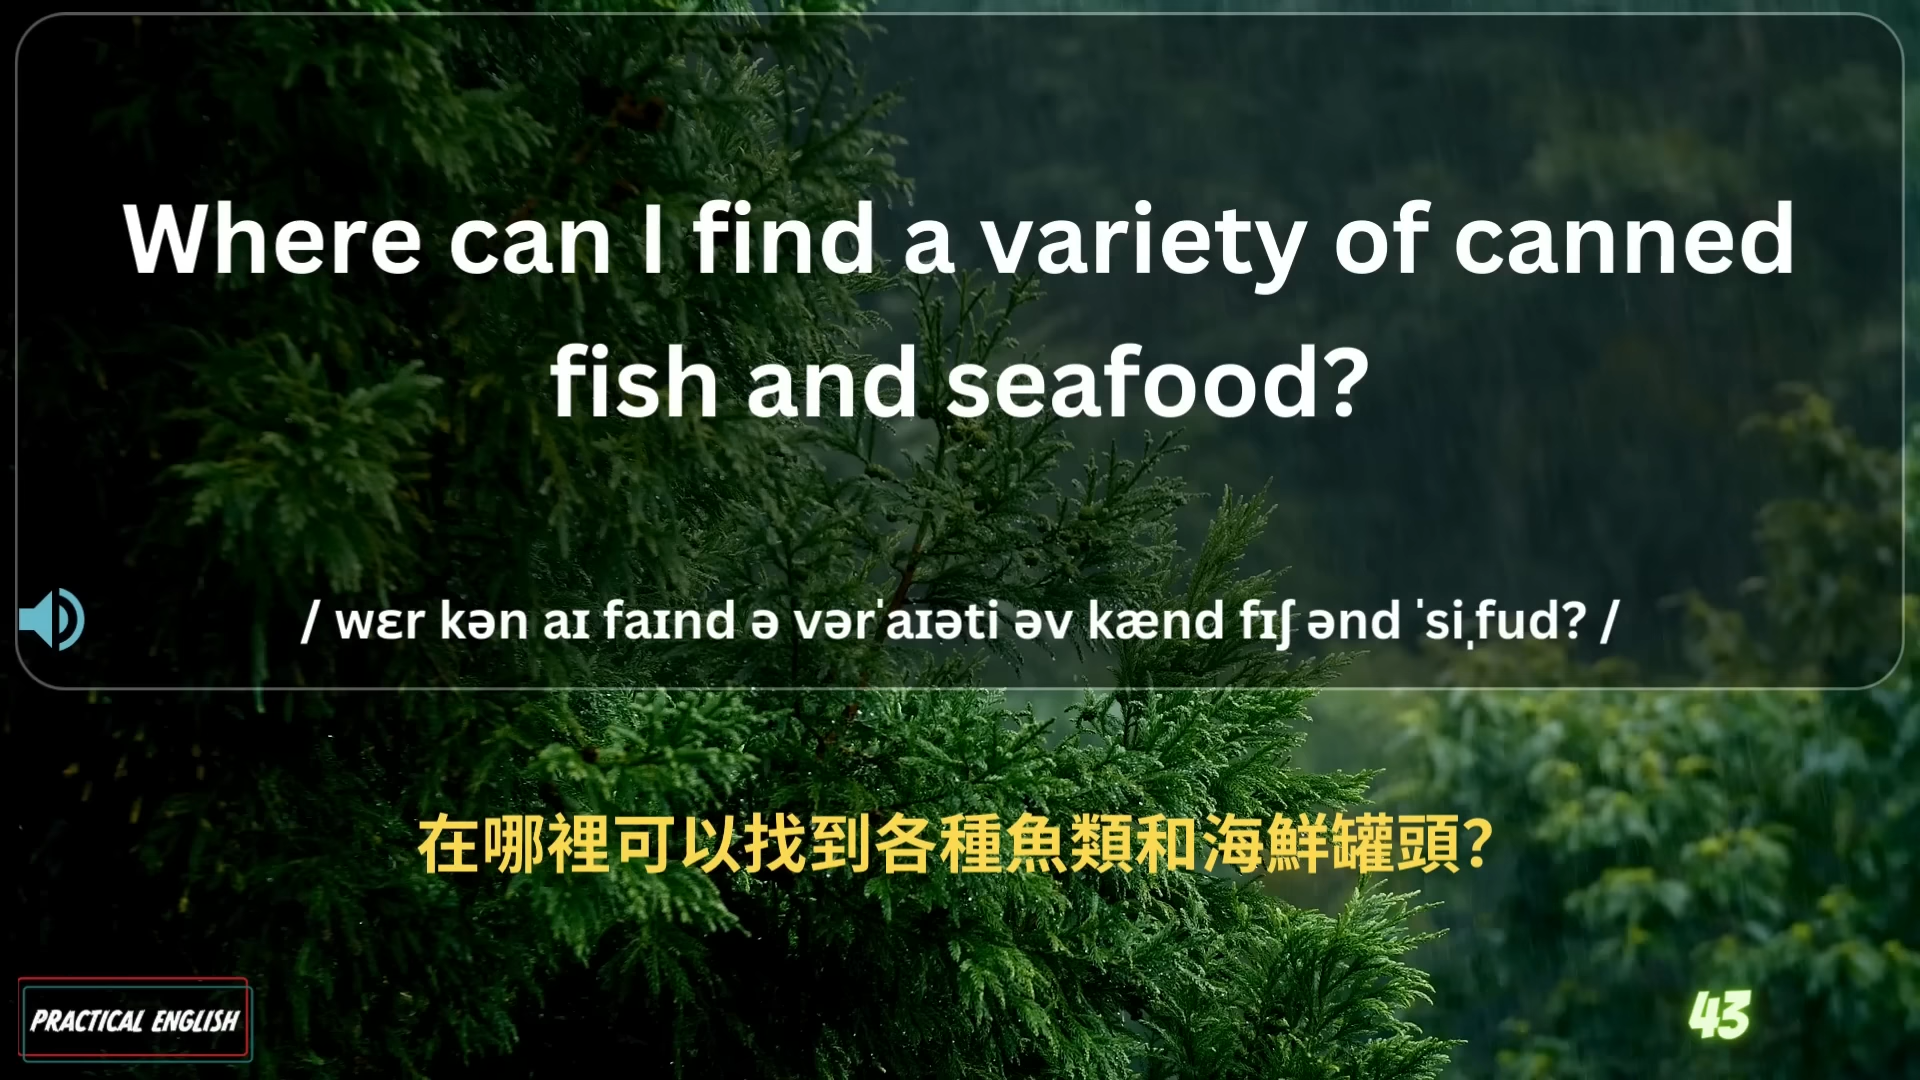 Where can I find a variety of canned
fish and seafood?
/ wɛr kən aɪ faɪnd ə vərˈaɪəti əv kænd fɪʃ ənd ˈsiˌfud? /
在哪裡可以找到各種魚類和海鮮罐頭?
PRACTICAL ENGLISH
43